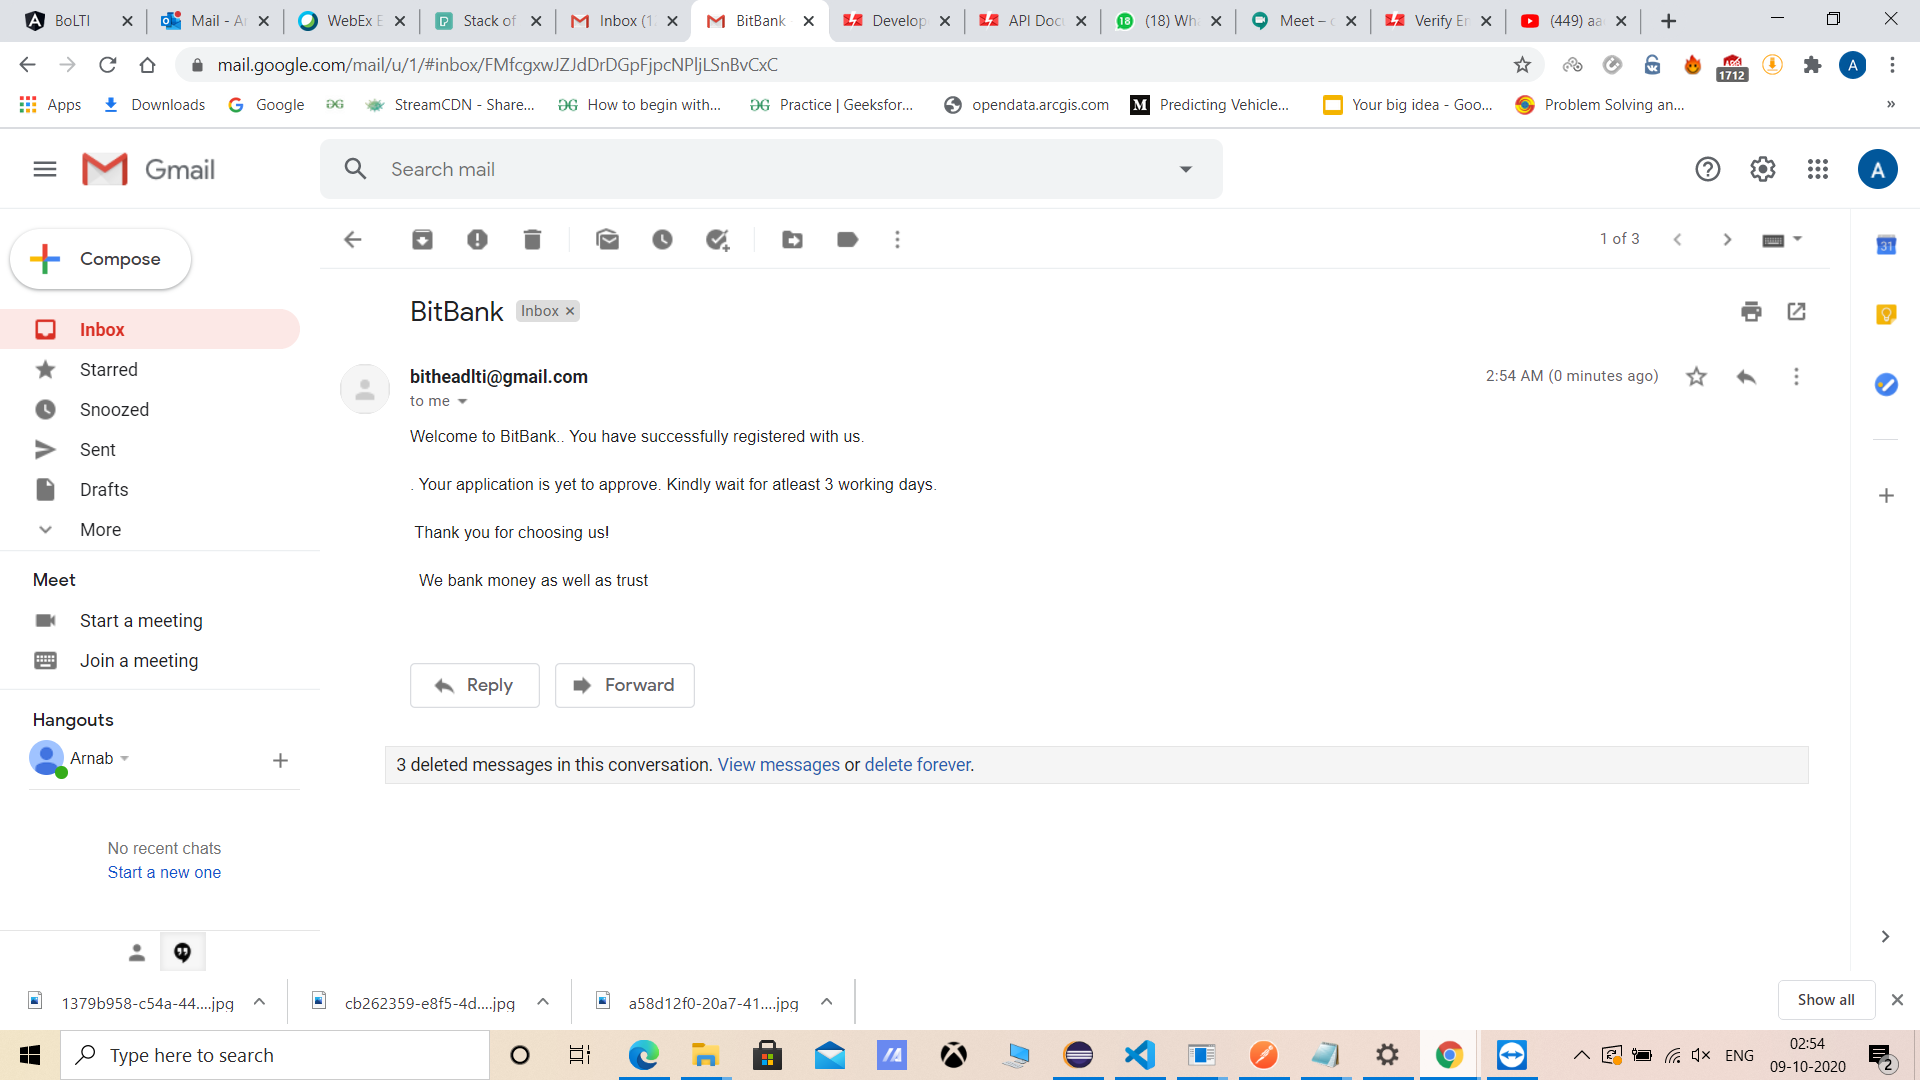 BoLTI
Mail - Ar
WebEx E
Stack of
Inbox (1
BitBank
Develop
API Docu
(18) Wha
Meet – c
Verify Em
(449) aa
mail.google.com/mail/u/1/#inbox/FMfcgxwJZJdDrDGpFjpcNPljLSnBvCxC
1712
A
Apps
Downloads
Google
StreamCDN - Share...
How to begin with...
Practice | Geeksfor...
opendata.arcgis.com
Predicting Vehicle...
Your big idea - Goo...
Problem Solving an...
»
Gmail
Search mail
A
Compose
1 of 3
31
Inbox
Starred
Snoozed
Sent
Drafts
More
BitBank
Inbox ×
bitheadlti@gmail.com
2:54 AM (0 minutes ago)
to me
Welcome to BitBank.. You have successfully registered with us.
. Your application is yet to approve. Kindly wait for atleast 3 working days.
Thank you for choosing us!
We bank money as well as trust
Reply
Forward
3 deleted messages in this conversation. View messages or delete forever.
Meet
Start a meeting
Join a meeting
Hangouts
Arnab
No recent chats
Start a new one
1379b958-c54a-44....jpg
cb262359-e8f5-4d....jpg
a58d12f0-20a7-41....jpg
Show all
Type here to search
ENG
02:54
09-10-2020
2